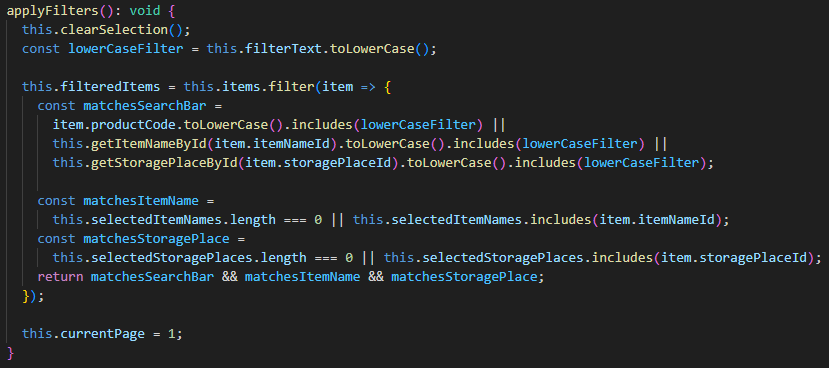 applyFilters(): void {
  this.clearSelection();
  const lowerCaseFilter = this.filterText.toLowerCase();

  this.filteredItems = this.items.filter(item => {
    const matchesSearchBar =
      item.productCode.toLowerCase().includes(lowerCaseFilter) ||
      this.getItemNameById(item.itemNameId).toLowerCase().includes(lowerCaseFilter) ||
      this.getStoragePlaceById(item.storagePlaceId).toLowerCase().includes(lowerCaseFilter);

    const matchesItemName =
      this.selectedItemNames.length === 0 || this.selectedItemNames.includes(item.itemNameId);
    const matchesStoragePlace =
      this.selectedStoragePlaces.length === 0 || this.selectedStoragePlaces.includes(item.storagePlaceId);
    return matchesSearchBar && matchesItemName && matchesStoragePlace;
  });

  this.currentPage = 1;
}